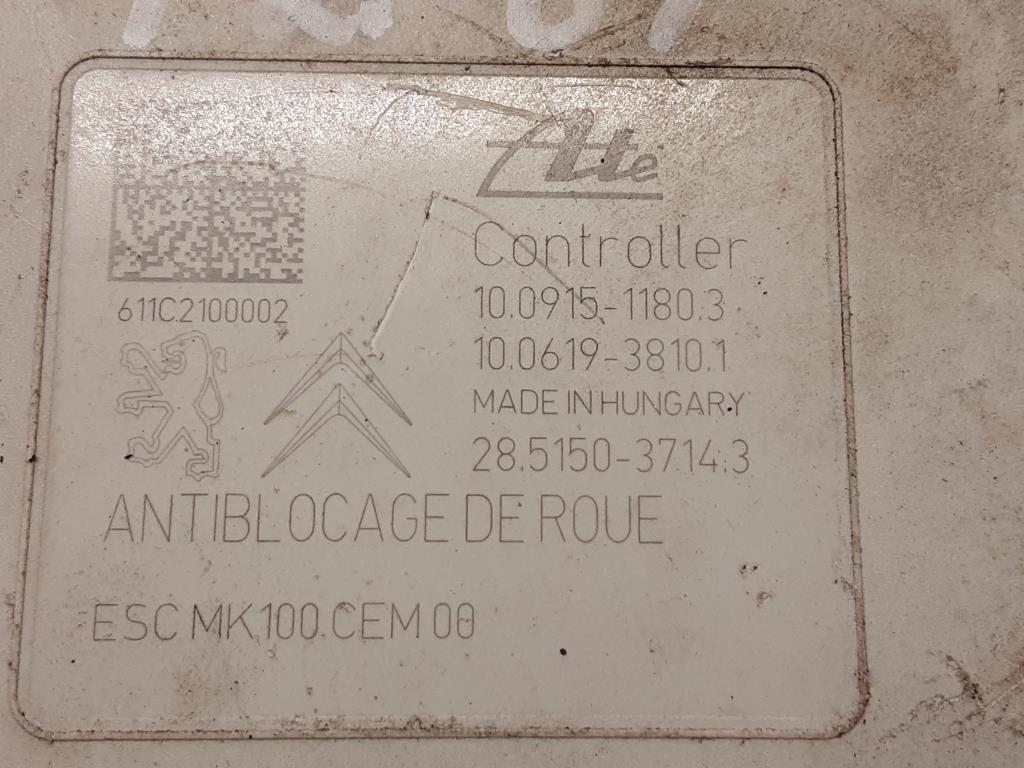 Ate
Controller
10.0915-1180.3
611C2100002
10.0619-3810.1
MADE IN HUNGARY
28.5150-3714.3
ANTIBLOCAGE DE ROUE
ESC MK100 CEM 00